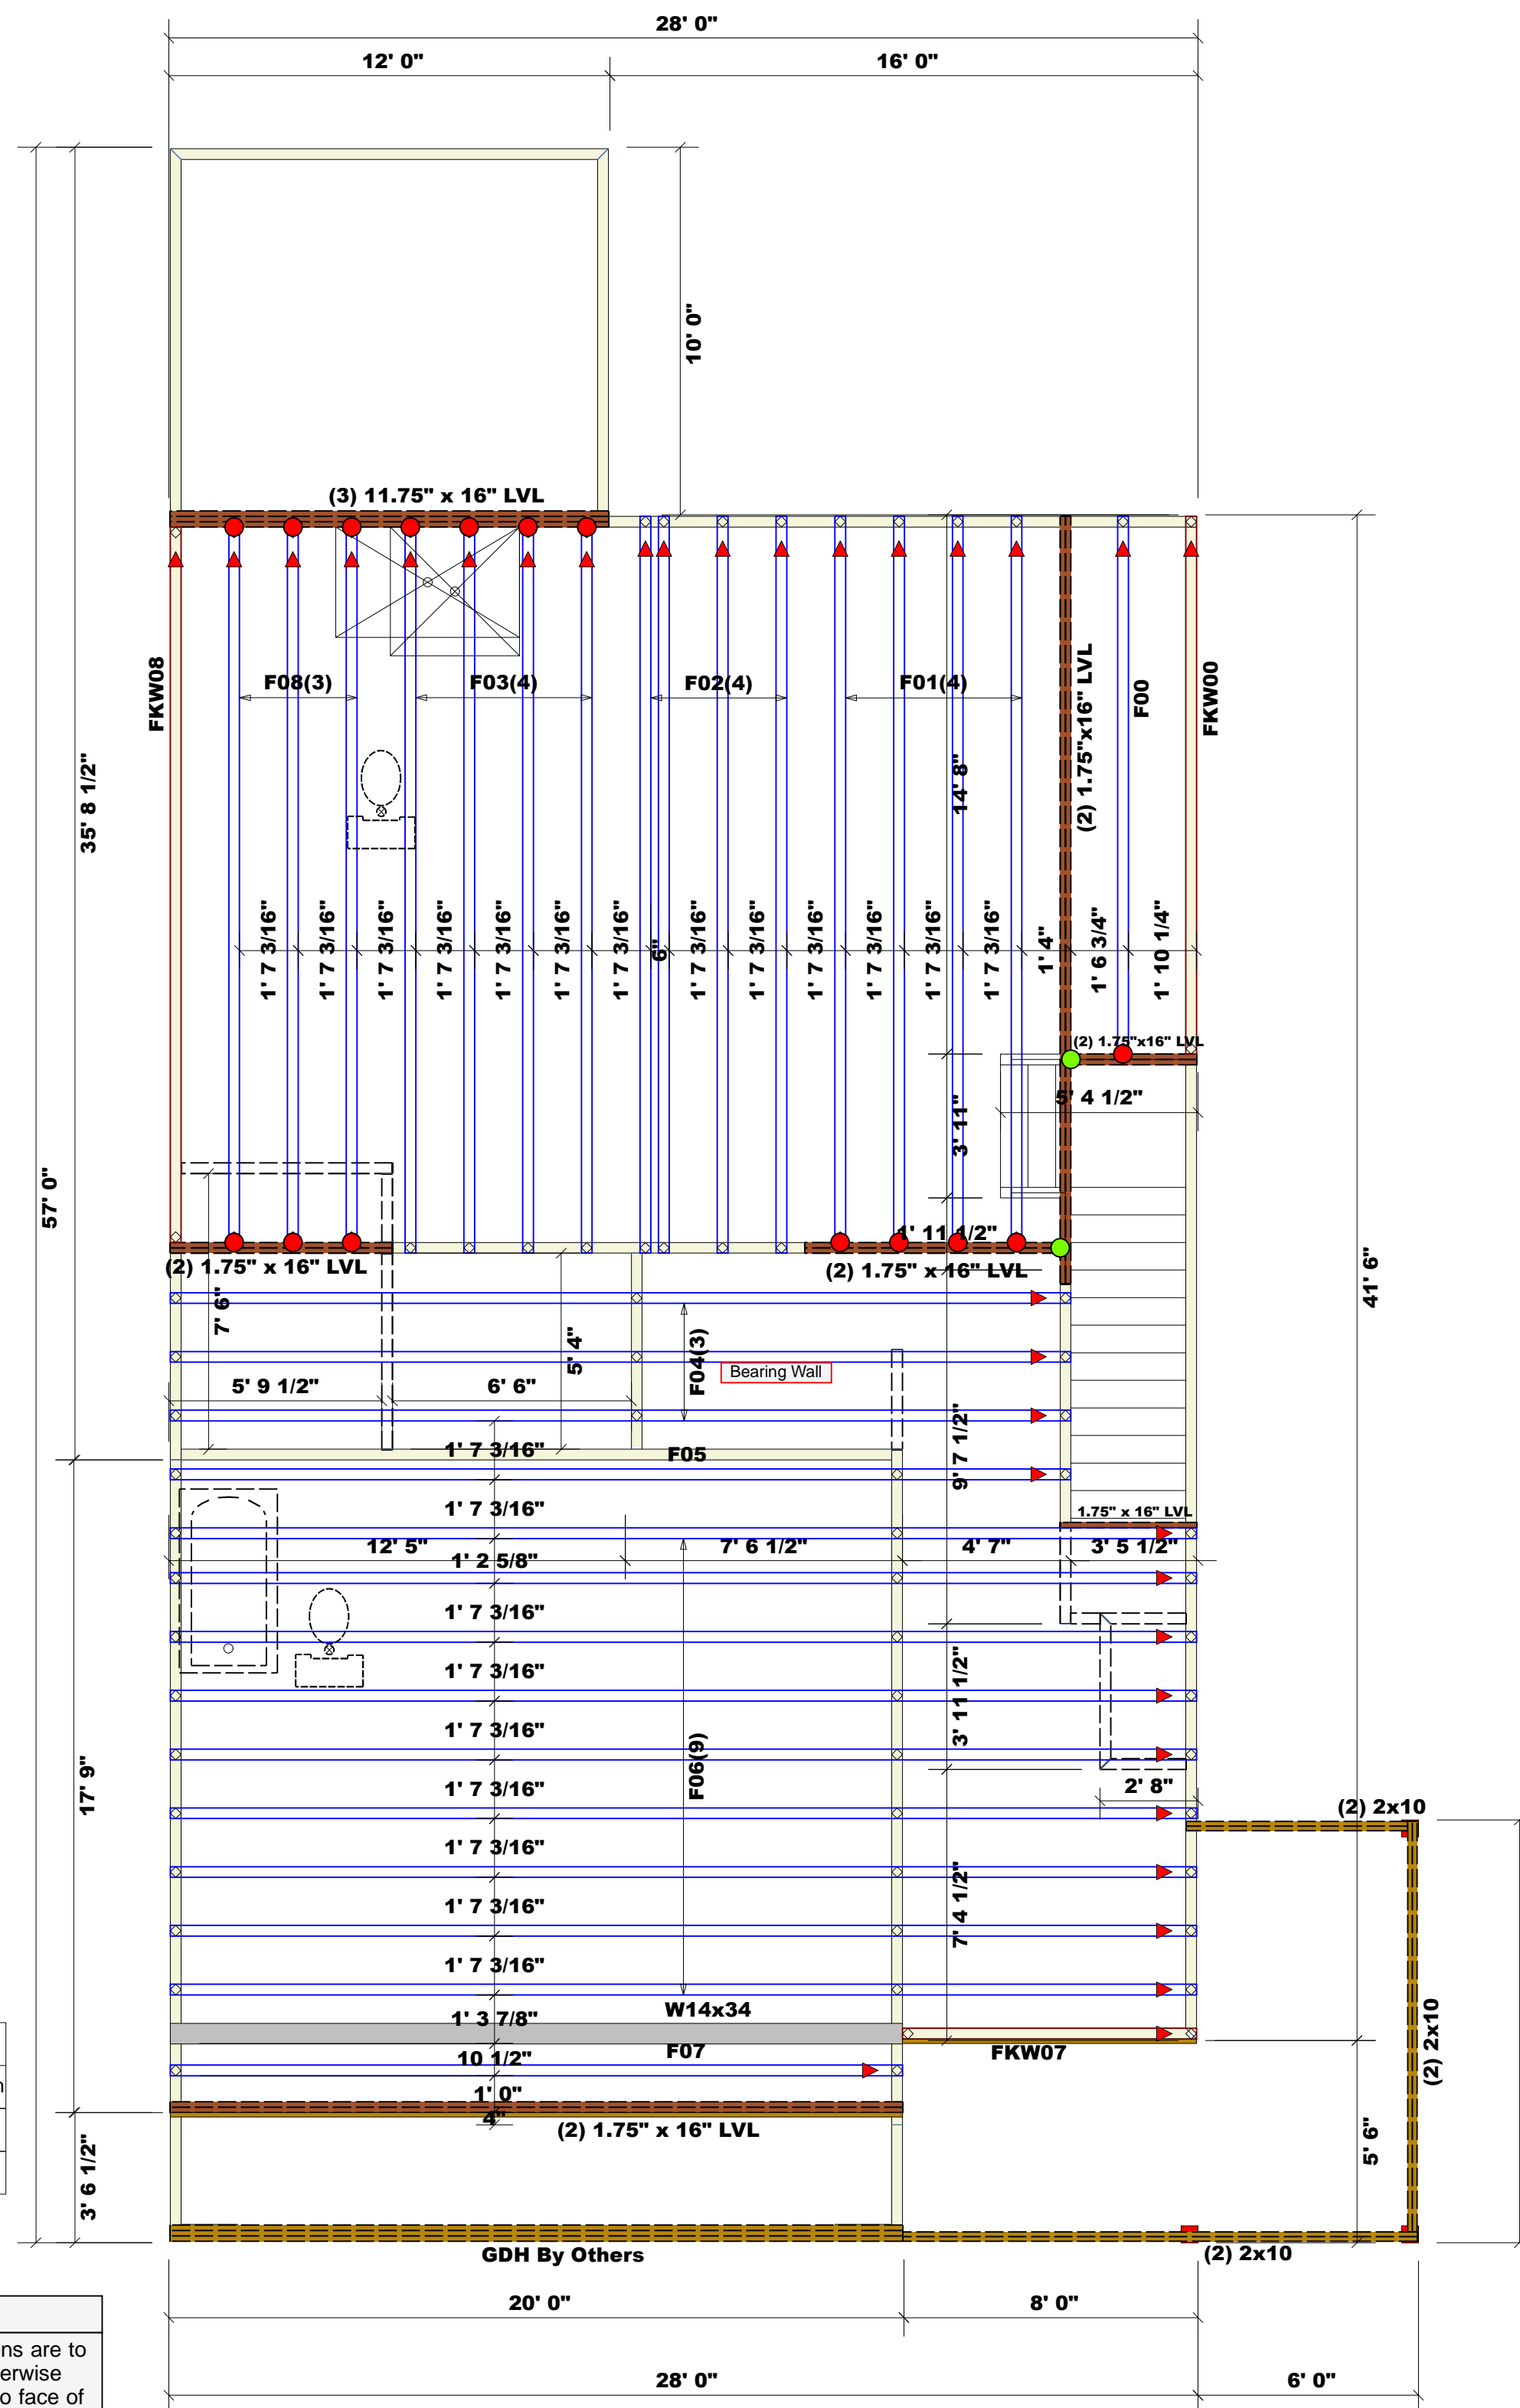 28' 0"
12' 0"
16' 0"
10' 0"
(3) 11.75" x 16" LVL
FKW08
F08(3)
F03(4)
F02(4)
F01(4)
(2) 1.75"x16" LVL
F00
FKW00
14' 8"
35' 8 1/2"
1' 7 3/16"
1' 7 3/16"
1' 7 3/16"
1' 7 3/16"
1' 7 3/16"
1' 7 3/16"
1' 7 3/16"
6"
1' 7 3/16"
1' 7 3/16"
1' 7 3/16"
1' 7 3/16"
1' 7 3/16"
1' 7 3/16"
1' 4"
1' 6 3/4"
1' 10 1/4"
(2) 1.75"x16" LVL
5' 4 1/2"
3' 11"
57' 0"
1' 11 1/2"
(2) 1.75" x 16" LVL
(2) 1.75" x 16" LVL
41' 6"
7' 6"
5' 4"
F04(3)
Bearing Wall
5' 9 1/2"
6' 6"
9' 7 1/2"
1' 7 3/16"
F05
1' 7 3/16"
1.75" x 16" LVL
12' 5"
7' 6 1/2"
4' 7"
3' 5 1/2"
1' 2 5/8"
1' 7 3/16"
1' 7 3/16"
3' 11 1/2"
1' 7 3/16"
F06(9)
17' 9"
1' 7 3/16"
2' 8"
(2) 2x10
1' 7 3/16"
7' 4 1/2"
1' 7 3/16"
1' 7 3/16"
W14x34
1' 3 7/8"
(2) 2x10
F07
FKW07
10 1/2"
1' 0"
4"
(2) 1.75" x 16" LVL
3' 6 1/2"
5' 6"
GDH By Others
(2) 2x10
20' 0"
8' 0"
ns are to
erwise
o face of
28' 0"
6' 0"